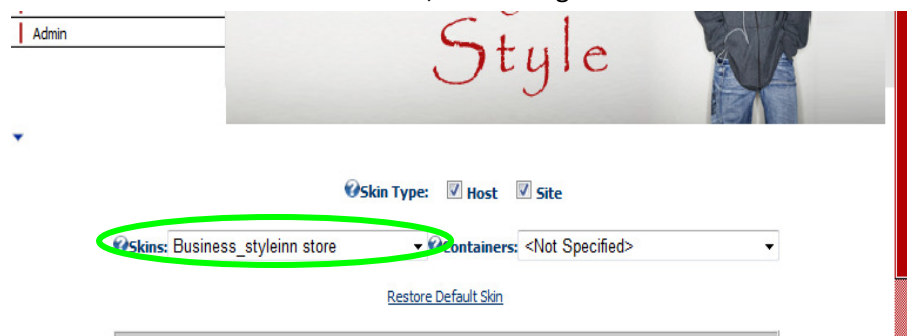 Admin
Style
Skin Type: Host Site
Skins: Business_styleinn store Containers: <Not Specified>
Restore Default Skin